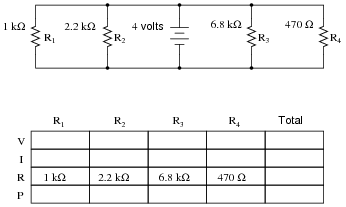 1 kΩ R1 2.2 kΩ R2 4 volts 6.8 kΩ R3 470 Ω R4
R1 R2 R3 R4 Total
V
I
R 1 kΩ 2.2 kΩ 6.8 kΩ 470 Ω
P